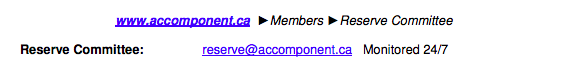 www.accomponent.ca ►Members ►Reserve Committee
Reserve Committee: reserve@accomponent.ca Monitored 24/7